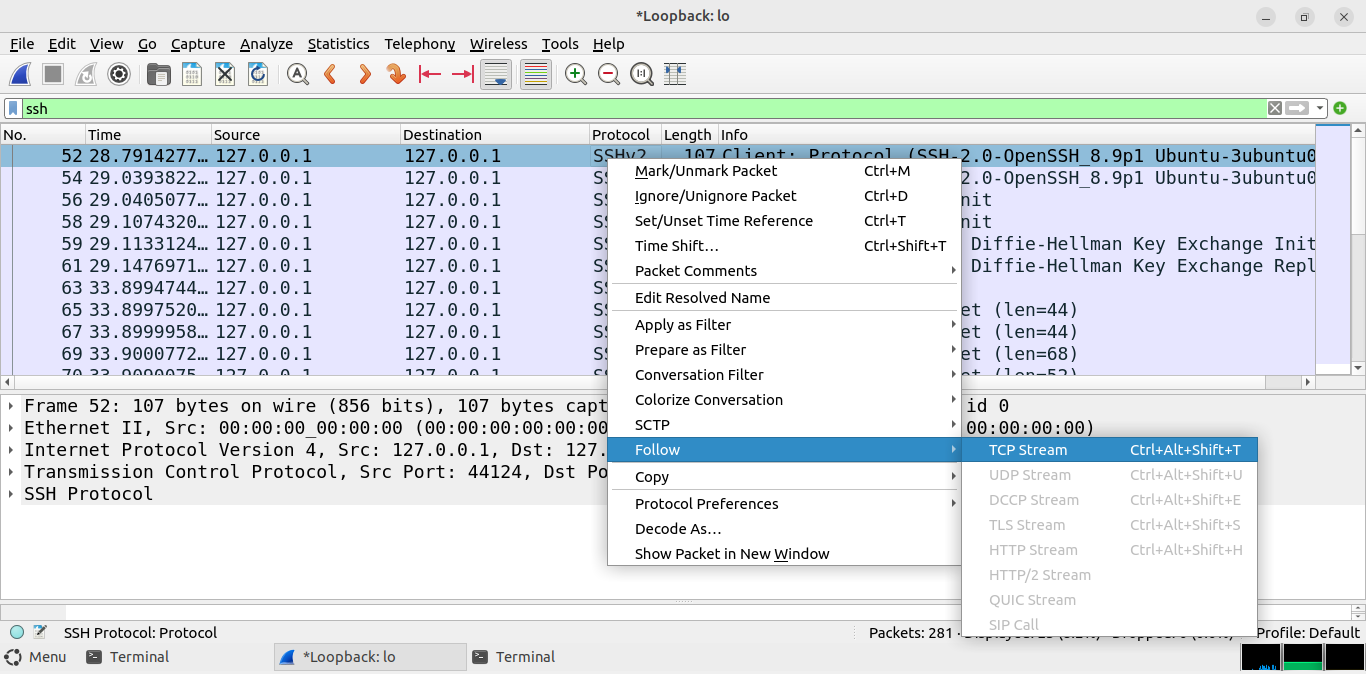 *Loopback: lo
File Edit View Go Capture Analyze Statistics Telephony Wireless Tools Help
ssh
No. Time Source Destination Protocol Length Info
52 28.7914277… 127.0.0.1 127.0.0.1 SSHv2 107 Client: Protocol (SSH-2.0-OpenSSH_8.9p1 Ubuntu-3ubuntu0
54 29.0393822… 127.0.0.1 127.0.0.1 2.0-OpenSSH_8.9p1 Ubuntu-3ubuntu0
56 29.0405077… 127.0.0.1 127.0.0.1 nit
58 29.1074320… 127.0.0.1 127.0.0.1 nit
59 29.1133124… 127.0.0.1 127.0.0.1 Diffie-Hellman Key Exchange Init
61 29.1476971… 127.0.0.1 127.0.0.1 Diffie-Hellman Key Exchange Repl
63 33.8994744… 127.0.0.1 127.0.0.1
65 33.8997520… 127.0.0.1 127.0.0.1 et (len=44)
67 33.8999958… 127.0.0.1 127.0.0.1 et (len=44)
69 33.9000772… 127.0.0.1 127.0.0.1 et (len=68)
Mark/Unmark Packet Ctrl+M
Ignore/Unignore Packet Ctrl+D
Set/Unset Time Reference Ctrl+T
Time Shift… Ctrl+Shift+T
Packet Comments
Edit Resolved Name
Apply as Filter
Prepare as Filter
Conversation Filter
Colorize Conversation
SCTP
Follow
Copy
Protocol Preferences
Decode As…
Show Packet in New Window
TCP Stream Ctrl+Alt+Shift+T
UDP Stream Ctrl+Alt+Shift+U
DCCP Stream Ctrl+Alt+Shift+E
TLS Stream Ctrl+Alt+Shift+S
HTTP Stream Ctrl+Alt+Shift+H
HTTP/2 Stream
QUIC Stream
SIP Call
Frame 52: 107 bytes on wire (856 bits), 107 bytes capt id 0
Ethernet II, Src: 00:00:00_00:00:00 (00:00:00:00:00:00 00:00:00:00)
Internet Protocol Version 4, Src: 127.0.0.1, Dst: 127.
Transmission Control Protocol, Src Port: 44124, Dst Po
SSH Protocol
SSH Protocol: Protocol Packets: 281 · Profile: Default
Menu Terminal *Loopback: lo Terminal